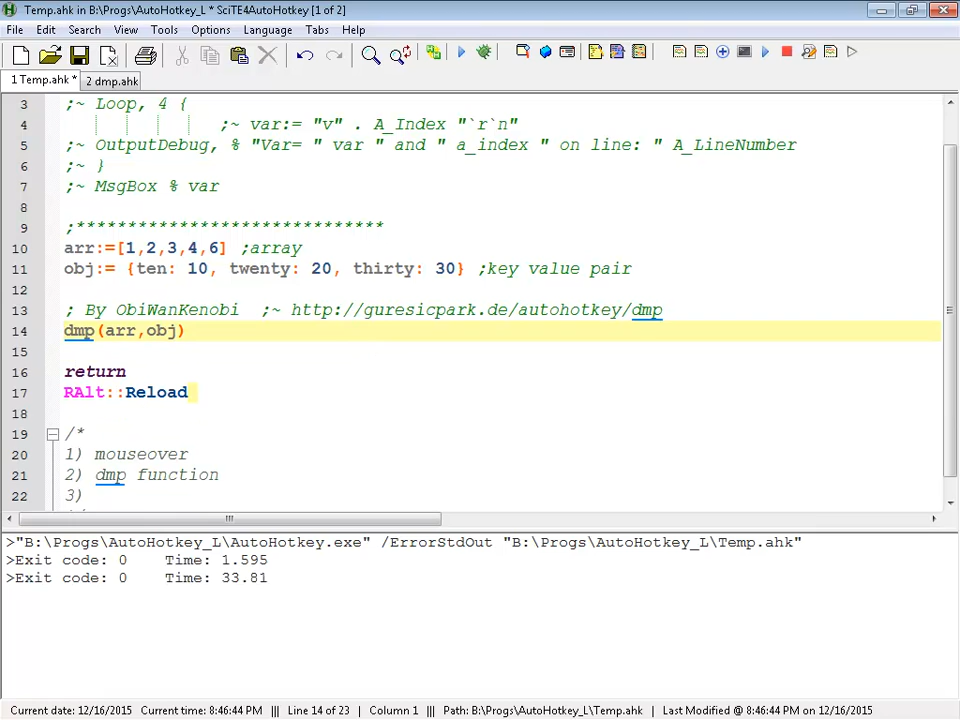 Temp.ahk in B:\Progs\AutoHotkey_L * SciTE4AutoHotkey [1 of 2]
File Edit Search View Tools Options Language Tabs Help
1 Temp.ahk * 2 dmp.ahk
3 ;~ Loop, 4 {
4 ;~ var:= "v" . A_Index "`r`n"
5 ;~ OutputDebug, % "Var= " var " and " a_index " on line: " A_LineNumber
6 ;~ }
7 ;~ MsgBox % var
8
9 ;******************************
10 arr:=[1,2,3,4,6] ;array
11 obj:= {ten: 10, twenty: 20, thirty: 30} ;key value pair
12
13 ; By ObiWanKenobi ;~ http://guresicpark.de/autohotkey/dmp
14 dmp(arr,obj)
15
16 return
17 RAlt::Reload
18
19 /*
20 1) mouseover
21 2) dmp function
22 3)
>"B:\Progs\AutoHotkey_L\AutoHotkey.exe" /ErrorStdOut "B:\Progs\AutoHotkey_L\Temp.ahk"
>Exit code: 0 Time: 1.595
>Exit code: 0 Time: 33.81
Current date: 12/16/2015 Current time: 8:46:44 PM ||| Line 14 of 23 ||| Column 1 ||| Path: B:\Progs\AutoHotkey_L\Temp.ahk ||| Last Modified @ 8:46:44 PM on 12/16/2015